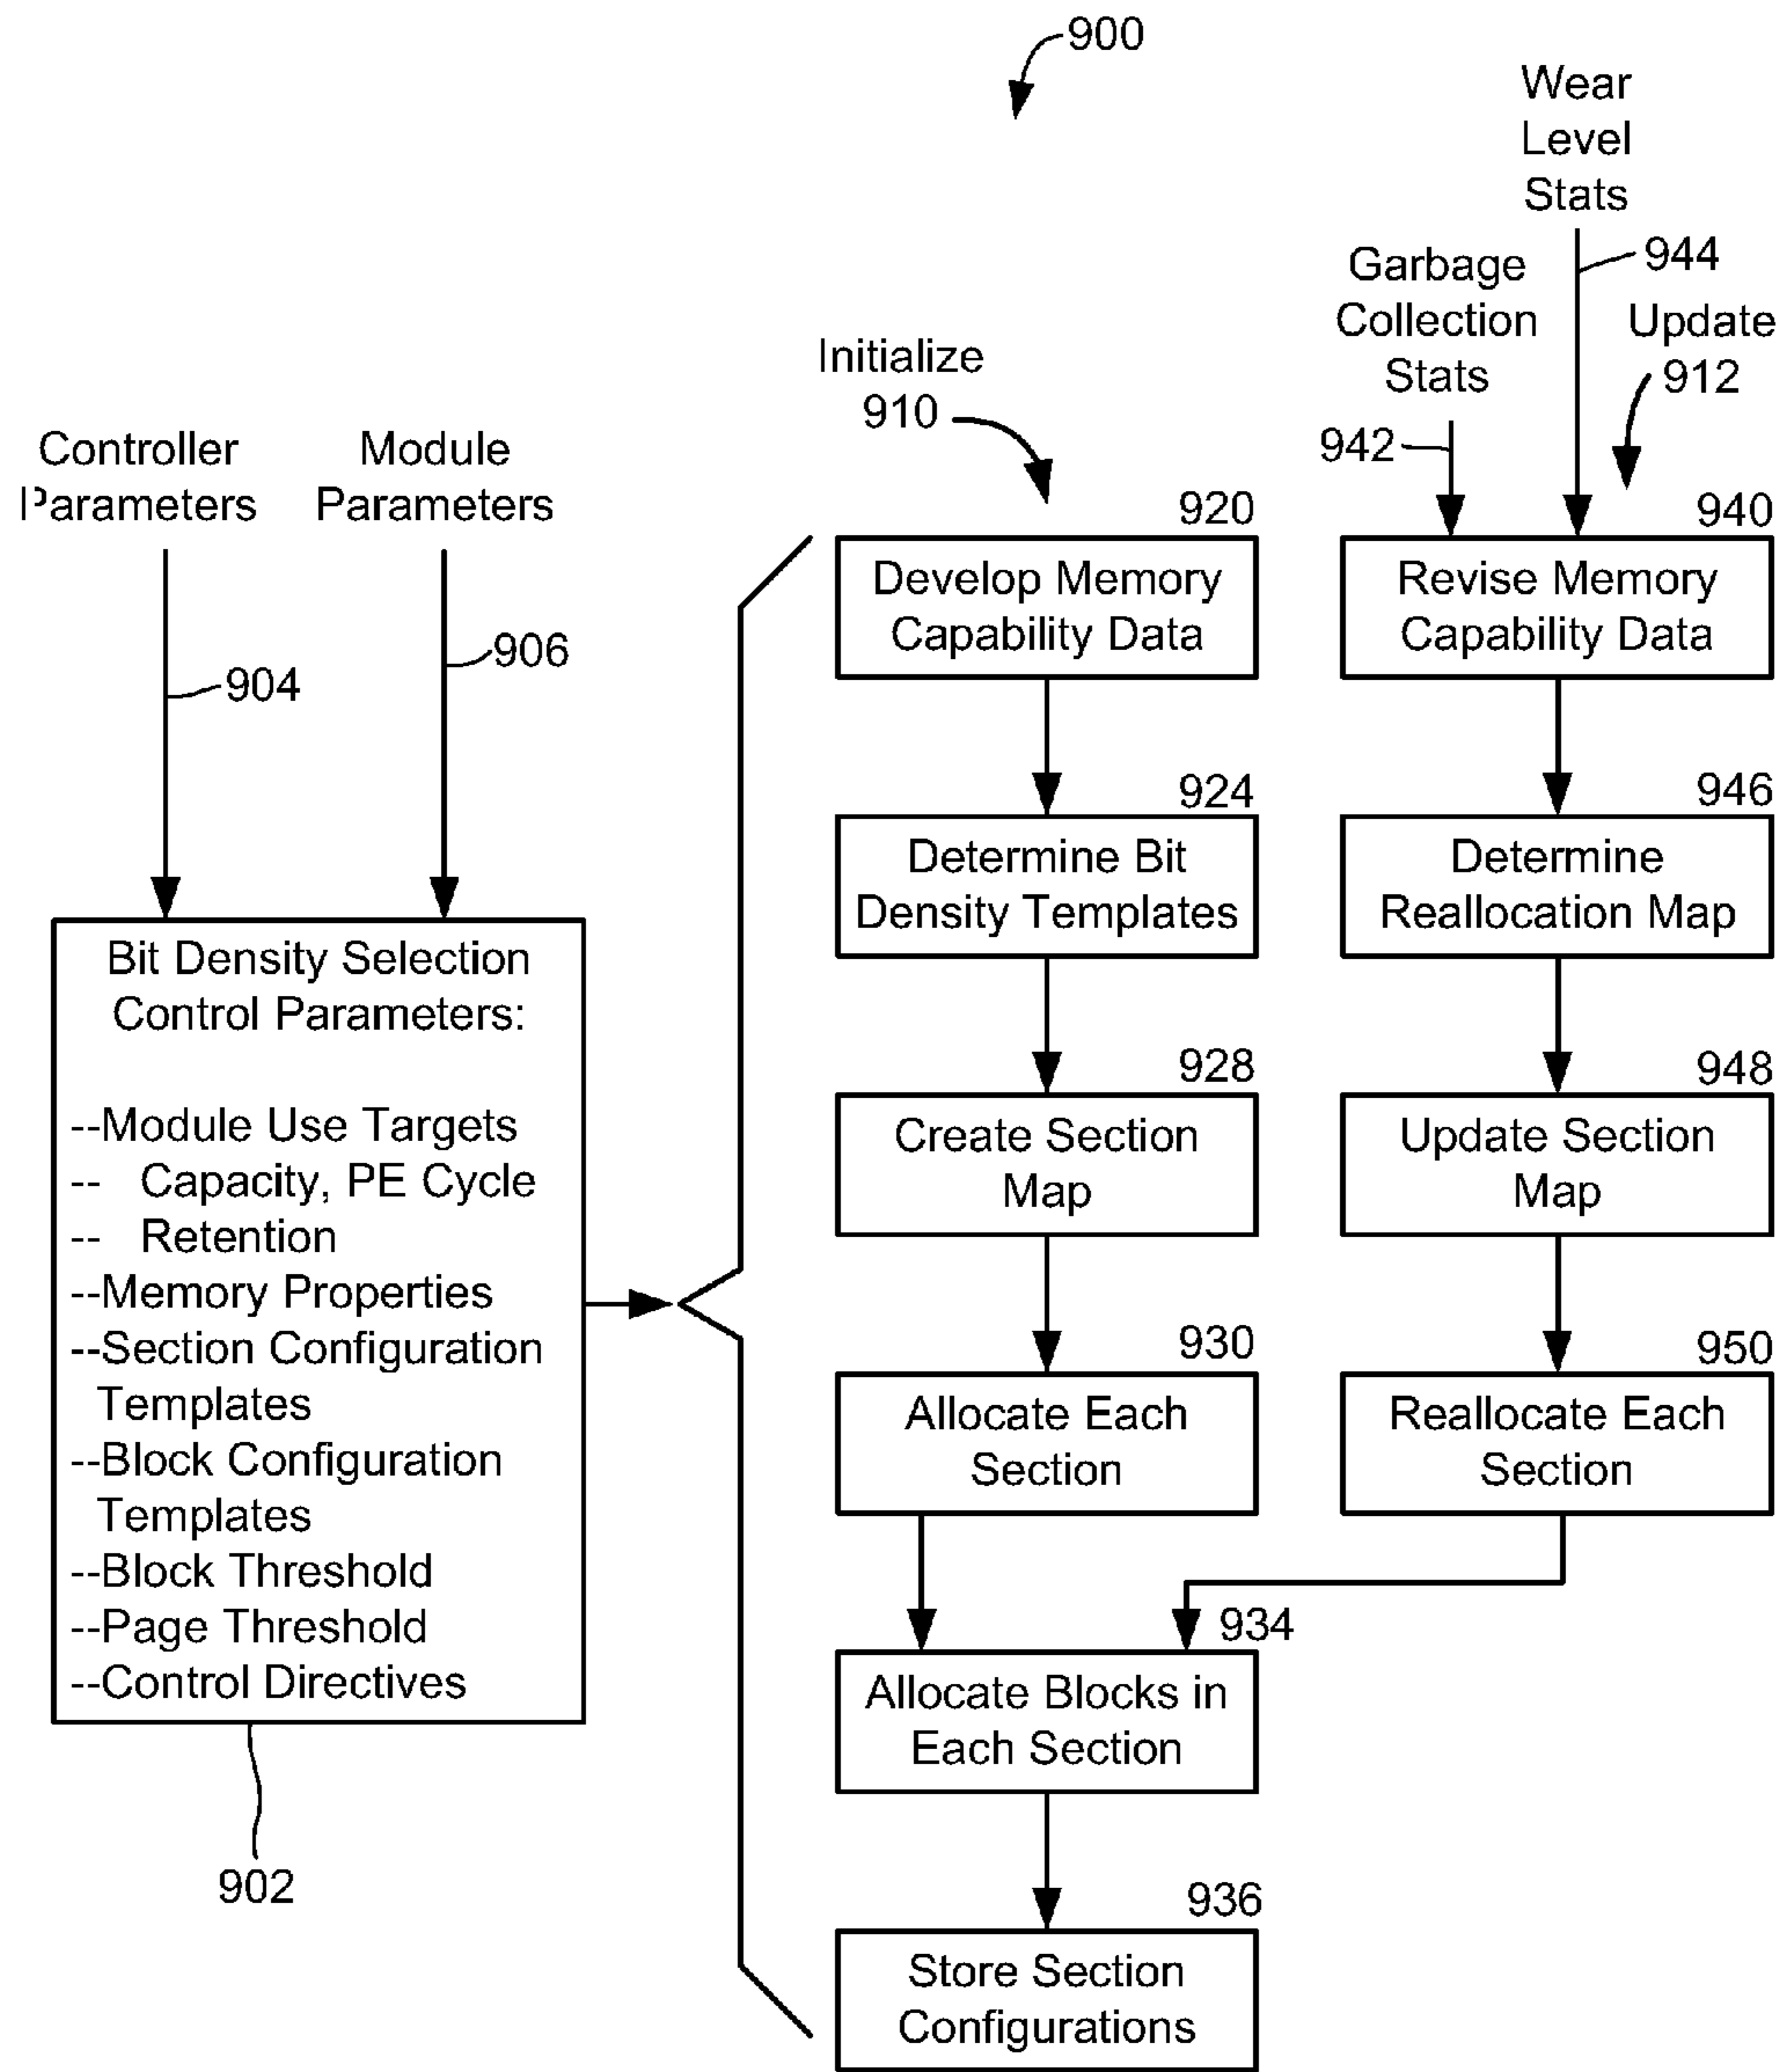 900
Wear
Level
Stats
944
Garbage
Collection
Stats
942
Update
912
Initialize
910
Controller
Parameters
904
Module
Parameters
906
Bit Density Selection
Control Parameters:
--Module Use Targets
-- Capacity, PE Cycle
-- Retention
--Memory Properties
--Section Configuration
Templates
--Block Configuration
Templates
--Block Threshold
--Page Threshold
--Control Directives
902
920
Develop Memory
Capability Data
924
Determine Bit
Density Templates
928
Create Section
Map
930
Allocate Each
Section
934
Allocate Blocks in
Each Section
936
Store Section
Configurations
940
Revise Memory
Capability Data
946
Determine
Reallocation Map
948
Update Section
Map
950
Reallocate Each
Section